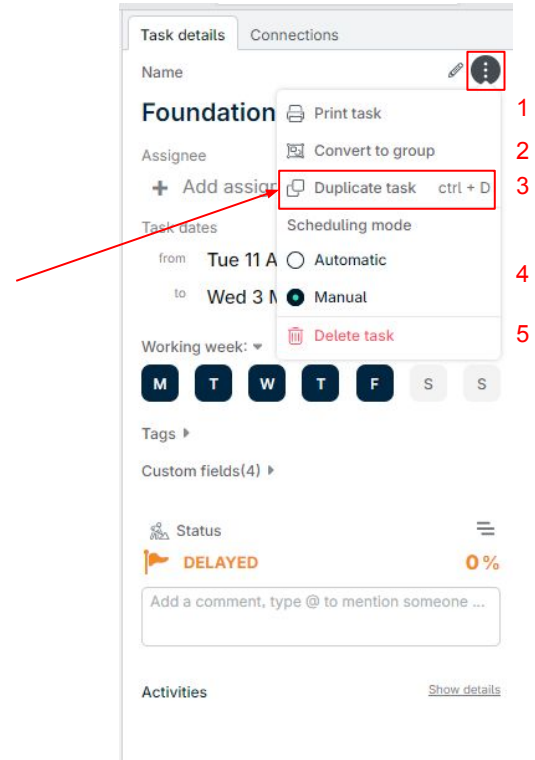 Task details Connections
Name
Foundation
Print task 1
Assignee
Convert to group 2
Add assig
Duplicate task ctrl + D 3
Task dates
Scheduling mode
from Tue 11 A
Automatic 4
to Wed 3 M
Manual
Delete task 5
Working week:
M T W T F S S
Tags
Custom fields(4)
Status
DELAYED 0 %
Add a comment, type @ to mention someone ...
Activities Show details